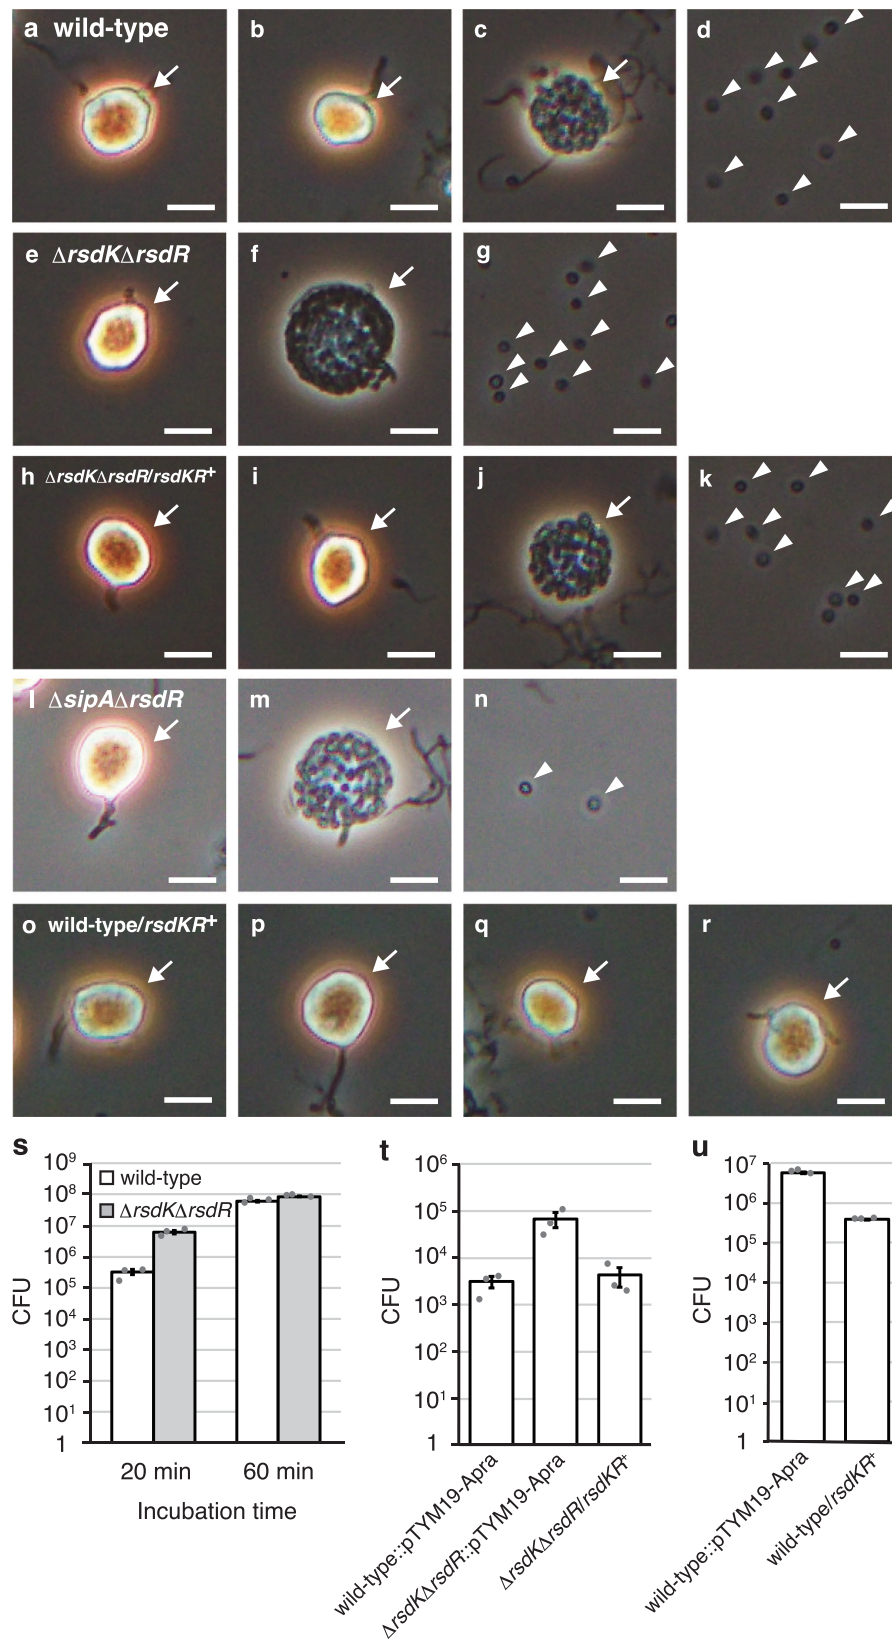 a wild-type
b
c
d
e ΔrsdKΔrsdR
f
g
h ΔrsdKΔrsdR/rsdKR⁺
i
j
k
l ΔsipAΔrsdR
m
n
o wild-type/rsdKR⁺
p
q
r
s
10⁹
10⁸
10⁷
10⁶
10⁵
10⁴
10³
10²
10¹
1
CFU
wild-type
ΔrsdKΔrsdR
20 min
60 min
Incubation time
t
10⁶
10⁵
10⁴
10³
10²
10¹
1
CFU
wild-type::pTYM19-Apra
ΔrsdKΔrsdR::pTYM19-Apra
ΔrsdKΔrsdR/rsdKR⁺
u
10⁷
10⁶
10⁵
10⁴
10³
10²
10¹
1
CFU
wild-type::pTYM19-Apra
wild-type/rsdKR⁺